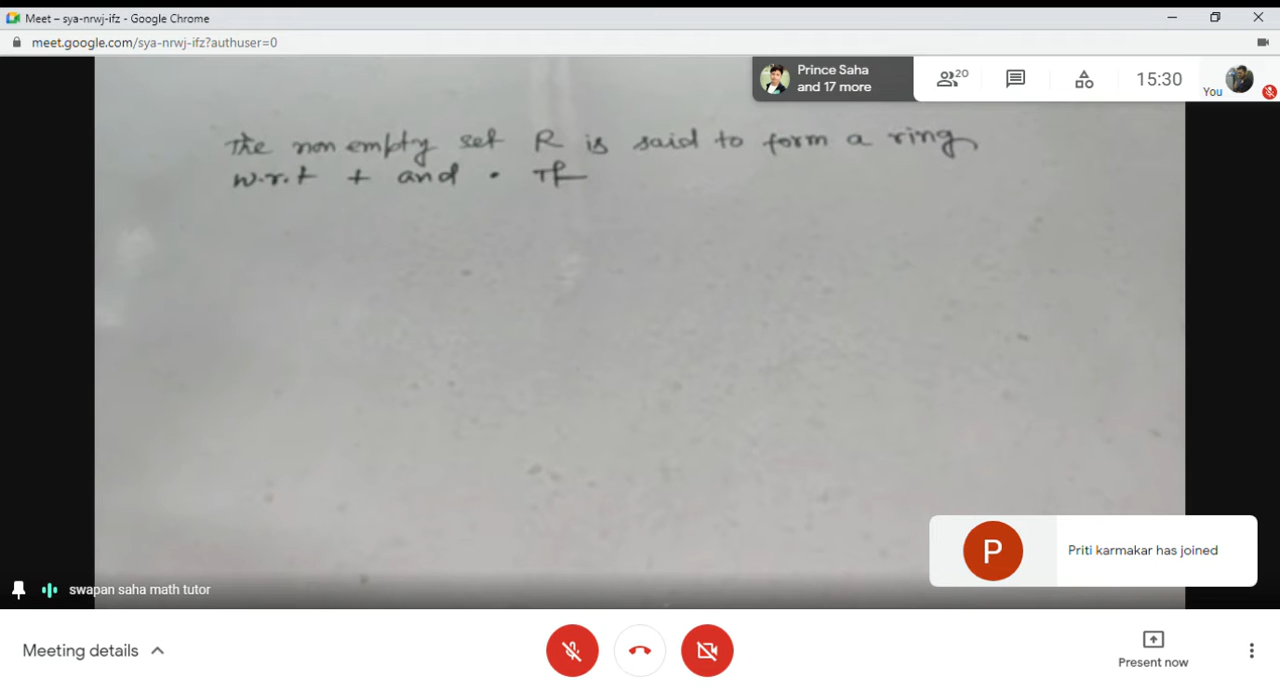 Meet – sya-nrwj-ifz - Google Chrome
meet.google.com/sya-nrwj-ifz?authuser=0
Prince Saha
and 17 more
20
15:30
You
The non empty set R is said to form a ring
w.r.t + and • If
P
Priti karmakar has joined
swapan saha math tutor
Meeting details
Present now